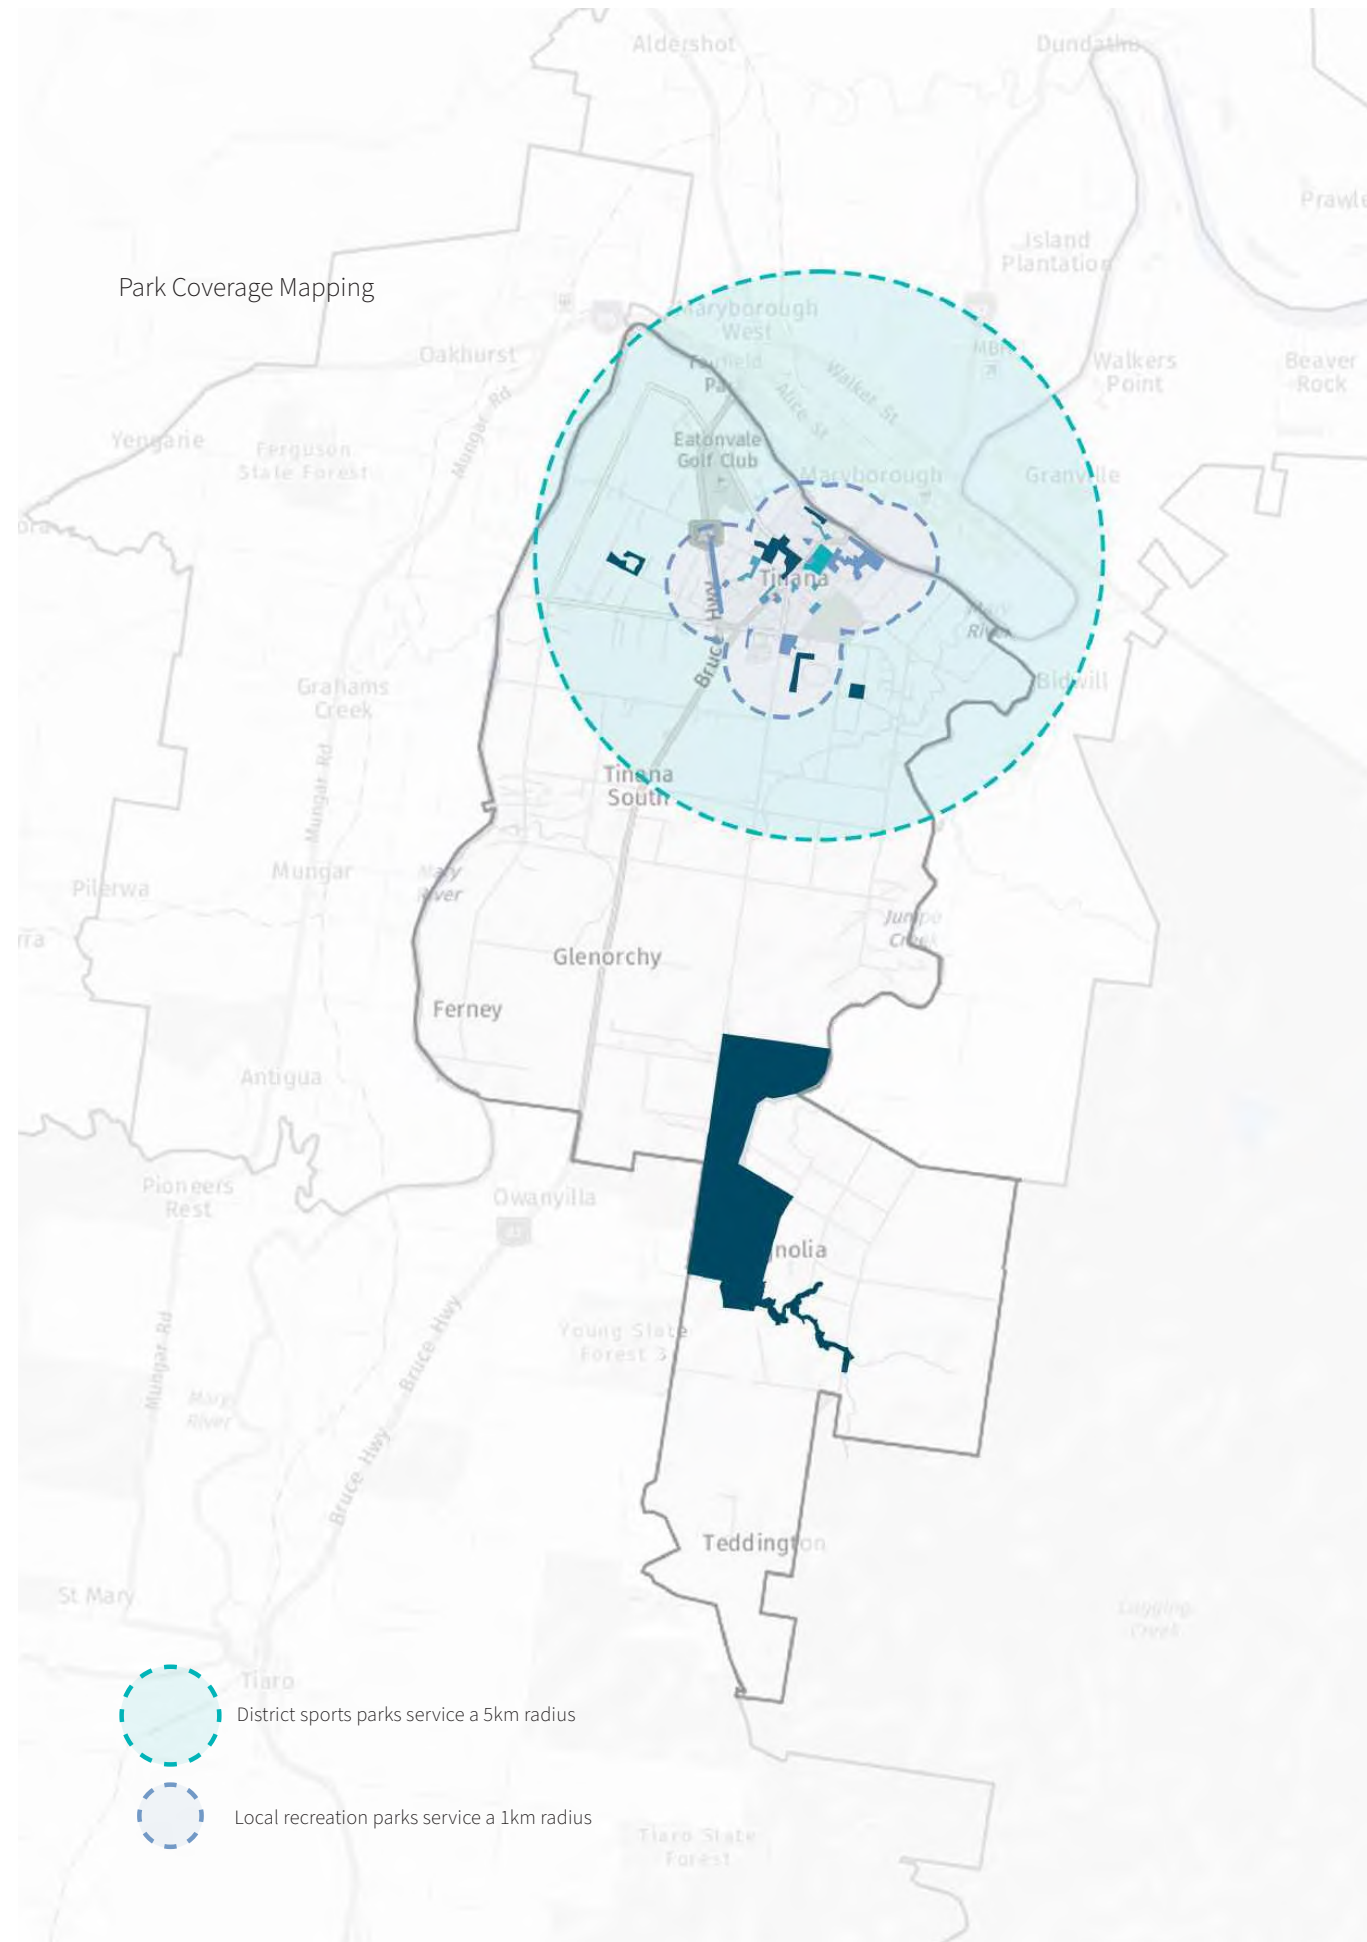 Aldershot
Dundathu
Island
Plantation
Park Coverage Mapping
Maryborough
West
Oakhurst
Fairfield
Walkers
Point
Beaver
Rock
Mungar Rd
Alice St
Walker St
Yengarie
Ferguson
State Forest
Eatonvale
Golf Club
Maryborough
Granville
Tinana
Bruce Hwy
Mary
River
Grahams
Creek
Bidwill
Mungar Rd
Tinana
South
Mungar
Mary
River
Pilerwa
Glenorchy
Ferney
Antigua
Pioneers
Rest
Owanyilla
nolia
Young State
Forest 3
Mungar Rd
Bruce Hwy
Mary
River
Bruce Hwy
Teddington
St Mary
Tiaro
District sports parks service a 5km radius
Local recreation parks service a 1km radius
Tiaro State
Forest